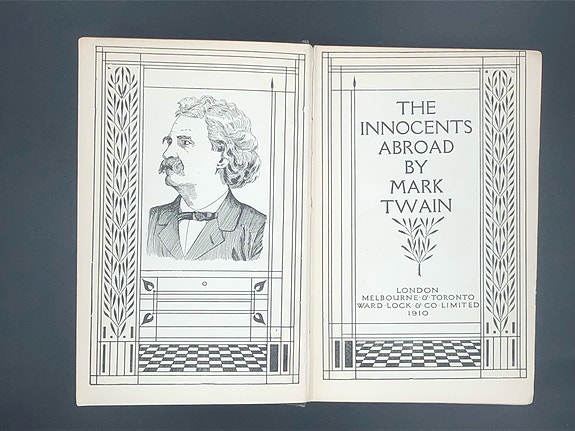 THE
INNOCENTS
ABROAD
BY
MARK
TWAIN
LONDON
MELBOURNE & TORONTO
WARD LOCK & CO LIMITED
1910